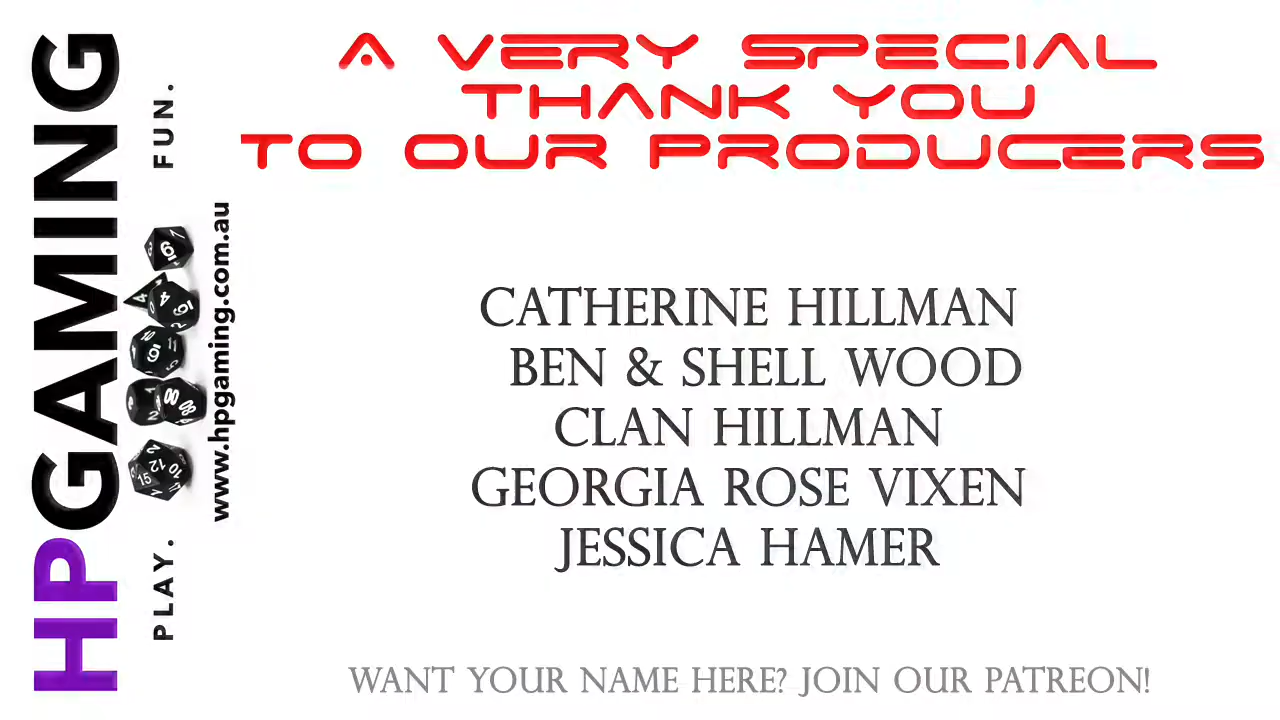 HPGAMING
PLAY. FUN.
www.hpgaming.com.au
A VERY SPECIAL
THANK YOU
TO OUR PRODUCERS
CATHERINE HILLMAN
BEN & SHELL WOOD
CLAN HILLMAN
GEORGIA ROSE VIXEN
JESSICA HAMER
WANT YOUR NAME HERE? JOIN OUR PATREON!